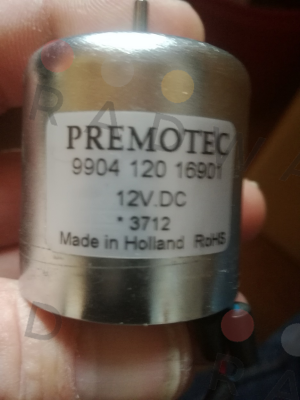 PREMOTEC
9904 120 16901
12V.DC
* 3712
Made in Holland RoHS